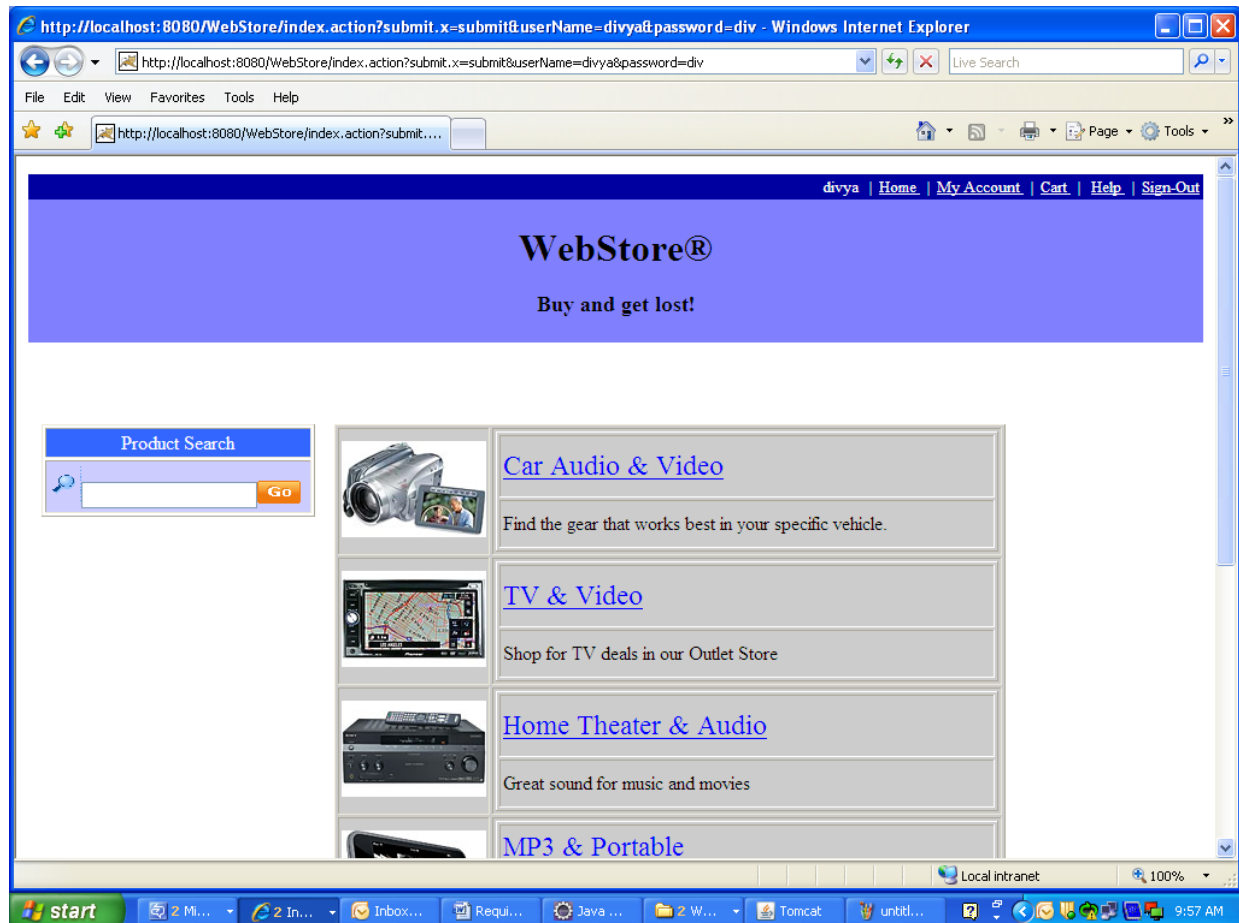 http://localhost:8080/WebStore/index.action?submit.x=submit&userName=divya&password=div - Windows Internet Explorer
http://localhost:8080/WebStore/index.action?submit.x=submit&userName=divya&password=div
Live Search
File Edit View Favorites Tools Help
http://localhost:8080/WebStore/index.action?submit....
Page Tools »
divya | Home | My Account | Cart | Help | Sign-Out
WebStore®
Buy and get lost!
Product Search
Go
Car Audio & Video
Find the gear that works best in your specific vehicle.
TV & Video
Shop for TV deals in our Outlet Store
Home Theater & Audio
Great sound for music and movies
MP3 & Portable
Local intranet 100%
start 2 Mi... 2 In... Inbox... Requi... Java ... 2 W... Tomcat untitl... 9:57 AM